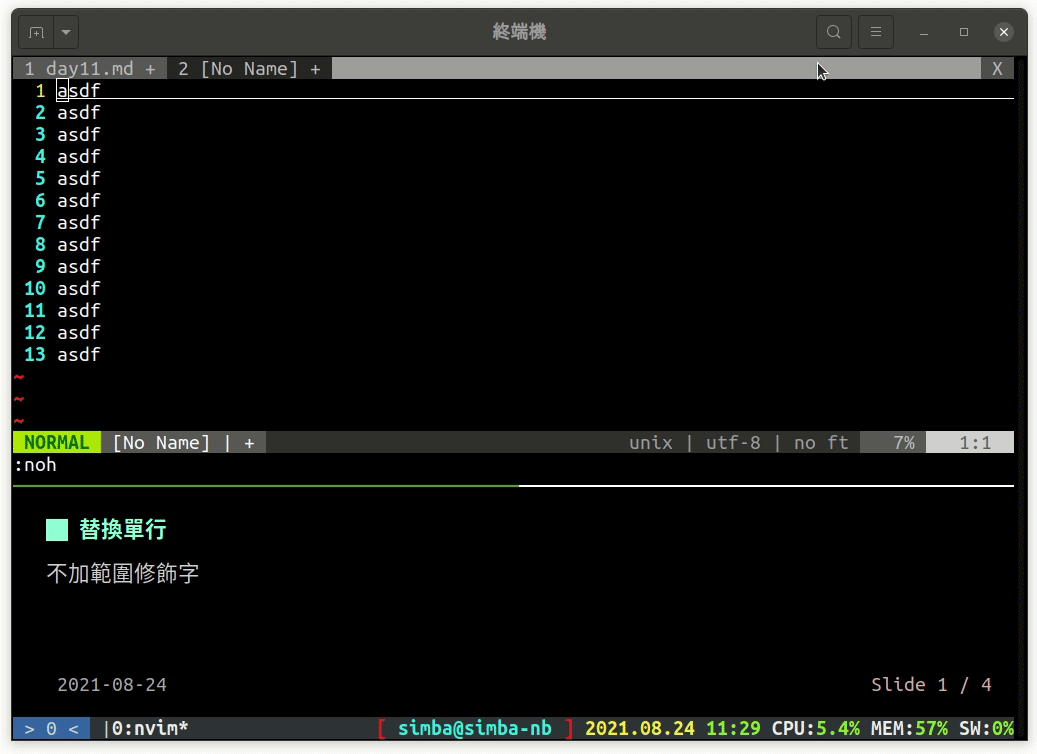 終端機
1 day11.md + 2 [No Name] + X
1 asdf
2 asdf
3 asdf
4 asdf
5 asdf
6 asdf
7 asdf
8 asdf
9 asdf
10 asdf
11 asdf
12 asdf
13 asdf
~
~
~
NORMAL [No Name] | + unix | utf-8 | no ft 7% 1:1
:noh
替換單行
不加範圍修飾字
2021-08-24 Slide 1 / 4
> 0 < |0:nvim* [ simba@simba-nb ] 2021.08.24 11:29 CPU:5.4% MEM:57% SW:0%